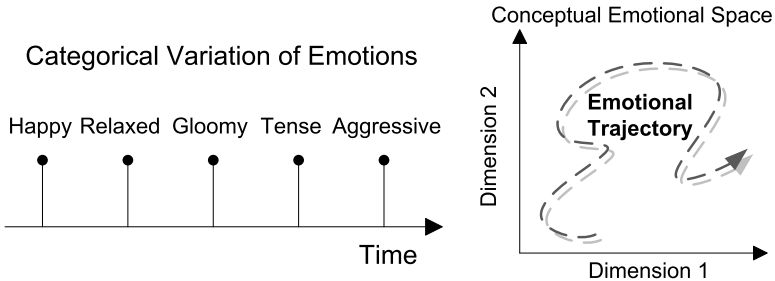 Categorical Variation of Emotions
Happy Relaxed Gloomy Tense Aggressive
Time
Conceptual Emotional Space
Dimension 2
Emotional
Trajectory
Dimension 1